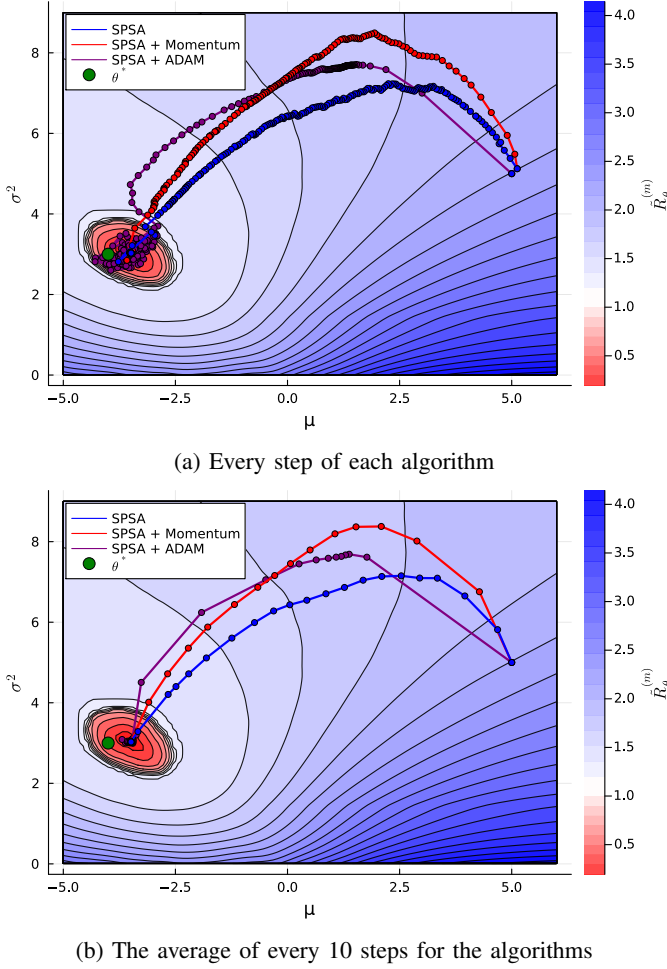 SPSA
SPSA + Momentum
SPSA + ADAM
θ*
8
6
4
2
0
σ²
-5.0
-2.5
0.0
2.5
5.0
μ
4.0
3.5
3.0
2.5
2.0
1.5
1.0
0.5
R̄_θ^(m)
(a) Every step of each algorithm
SPSA
SPSA + Momentum
SPSA + ADAM
θ*
8
6
4
2
0
σ²
-5.0
-2.5
0.0
2.5
5.0
μ
4.0
3.5
3.0
2.5
2.0
1.5
1.0
0.5
R̄_θ^(m)
(b) The average of every 10 steps for the algorithms